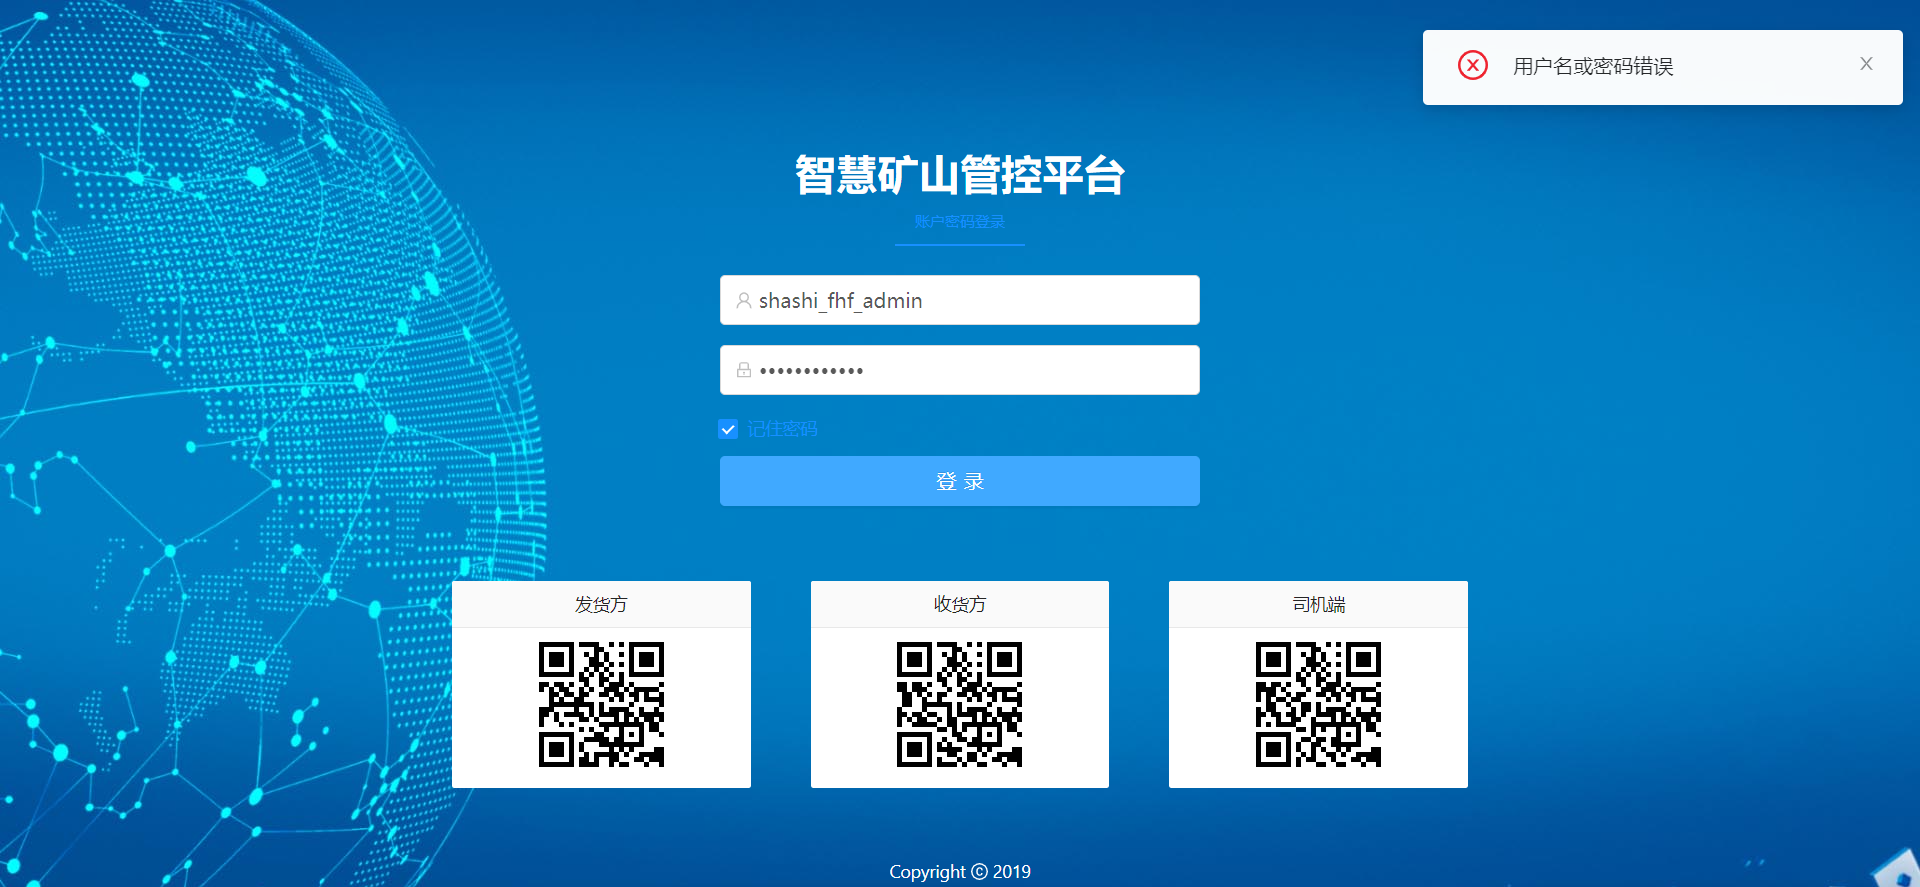 用户名或密码错误
智慧矿山管控平台
账户密码登录
shashi_fhf_admin
••••••••••••
记住密码
登 录
发货方
收货方
司机端
Copyright © 2019